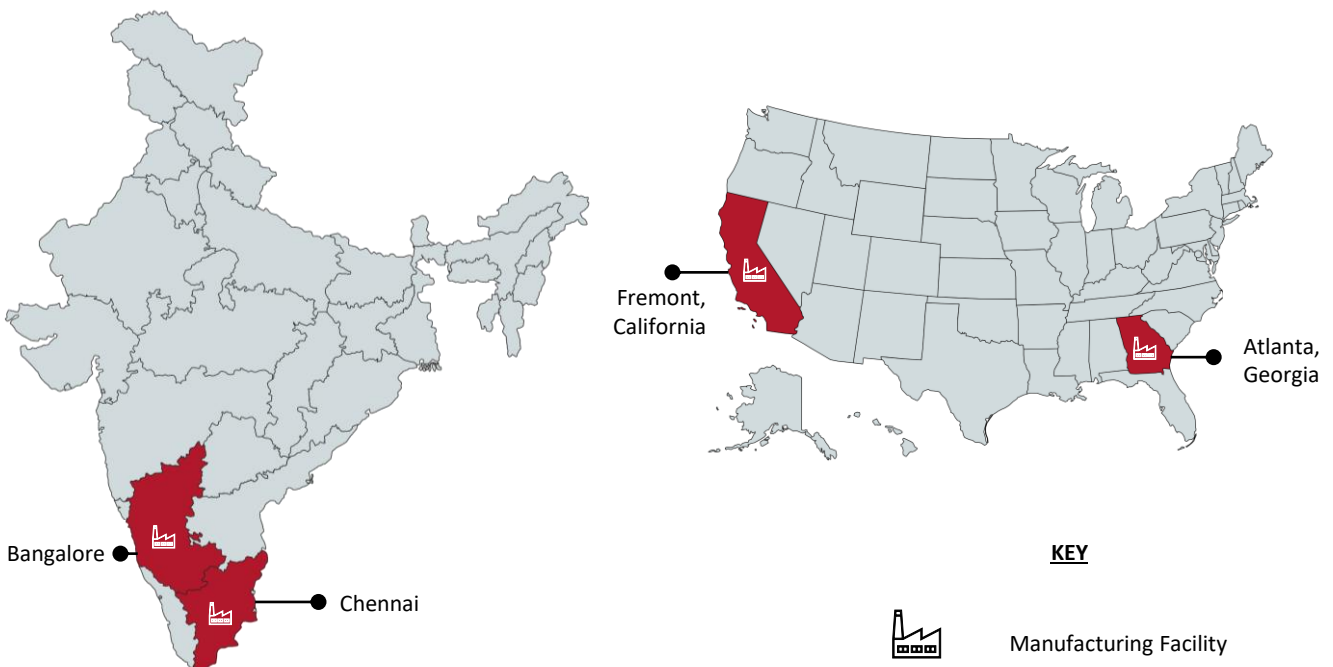 Fremont,
California
Atlanta,
Georgia
Bangalore
Chennai
KEY
Manufacturing Facility